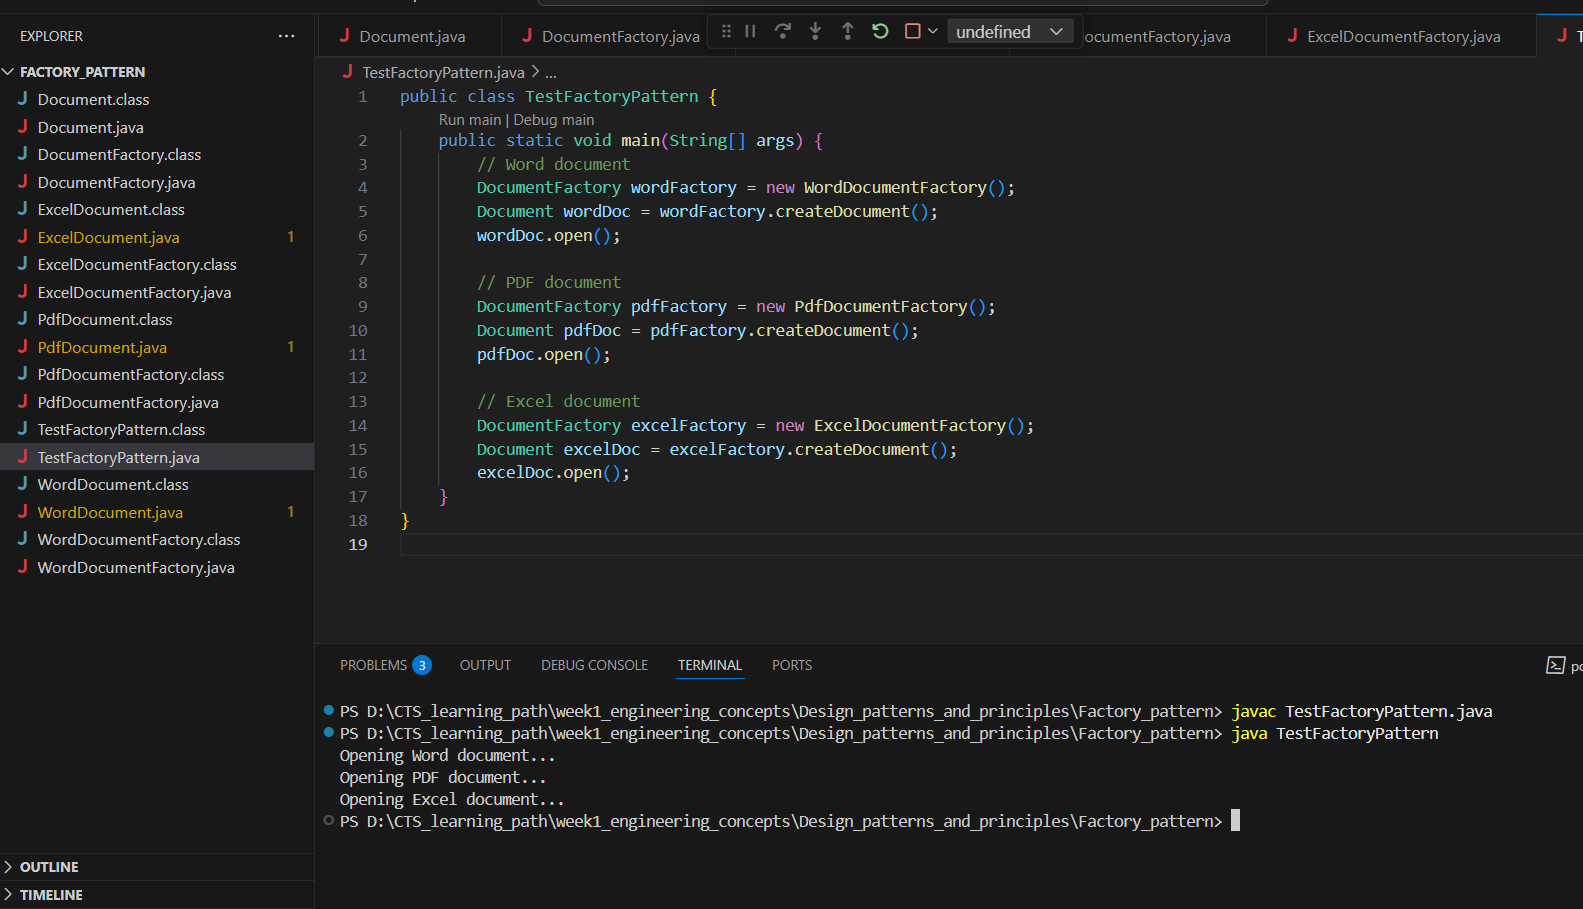 EXPLORER
FACTORY_PATTERN
Document.class
Document.java
DocumentFactory.class
DocumentFactory.java
ExcelDocument.class
ExcelDocument.java 1
ExcelDocumentFactory.class
ExcelDocumentFactory.java
PdfDocument.class
PdfDocument.java 1
PdfDocumentFactory.class
PdfDocumentFactory.java
TestFactoryPattern.class
TestFactoryPattern.java
WordDocument.class
WordDocument.java 1
WordDocumentFactory.class
WordDocumentFactory.java
OUTLINE
TIMELINE
Document.java DocumentFactory.java undefined ocumentFactory.java ExcelDocumentFactory.java
TestFactoryPattern.java > ...
1 public class TestFactoryPattern {
Run main | Debug main
2 public static void main(String[] args) {
3 // Word document
4 DocumentFactory wordFactory = new WordDocumentFactory();
5 Document wordDoc = wordFactory.createDocument();
6 wordDoc.open();
7
8 // PDF document
9 DocumentFactory pdfFactory = new PdfDocumentFactory();
10 Document pdfDoc = pdfFactory.createDocument();
11 pdfDoc.open();
12
13 // Excel document
14 DocumentFactory excelFactory = new ExcelDocumentFactory();
15 Document excelDoc = excelFactory.createDocument();
16 excelDoc.open();
17 }
18 }
19
PROBLEMS 3 OUTPUT DEBUG CONSOLE TERMINAL PORTS
PS D:\CTS_learning_path\week1_engineering_concepts\Design_patterns_and_principles\Factory_pattern> javac TestFactoryPattern.java
PS D:\CTS_learning_path\week1_engineering_concepts\Design_patterns_and_principles\Factory_pattern> java TestFactoryPattern
Opening Word document...
Opening PDF document...
Opening Excel document...
PS D:\CTS_learning_path\week1_engineering_concepts\Design_patterns_and_principles\Factory_pattern>